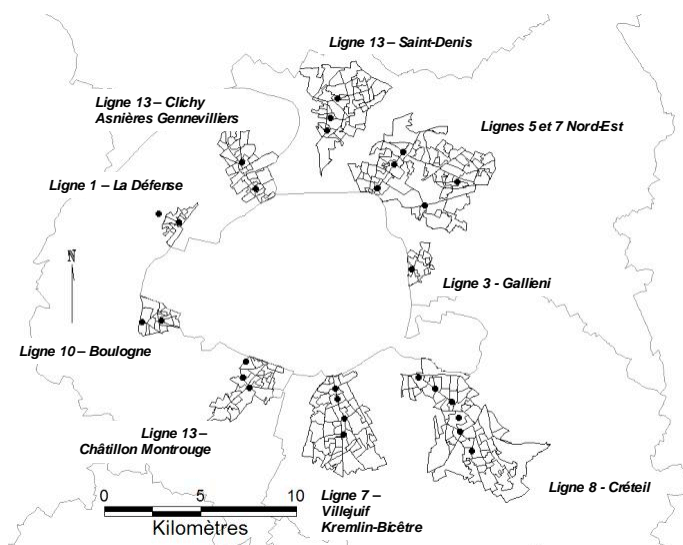 Ligne 13 – Saint-Denis
Ligne 13 – Clichy
Asnières Gennevilliers
Lignes 5 et 7 Nord-Est
Ligne 1 – La Défense
N
Ligne 3 - Gallieni
Ligne 10 – Boulogne
Ligne 13 –
Châtillon Montrouge
Ligne 7 –
Villejuif
Kremlin-Bicêtre
Ligne 8 - Créteil
0 5 10
Kilomètres